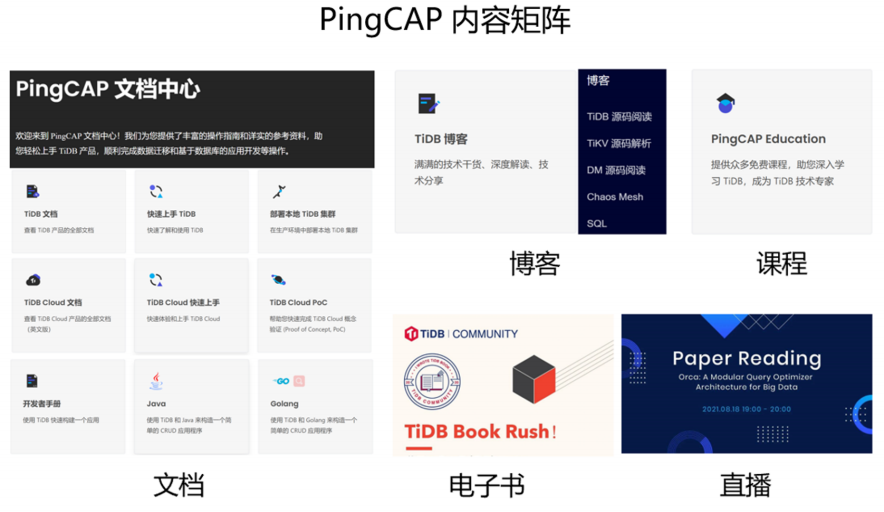 PingCAP 内容矩阵
PingCAP 文档中心
欢迎来到 PingCAP 文档中心！我们为您提供了丰富的操作指南和详实的参考资料，助
您轻松上手 TiDB 产品，顺利完成数据迁移和基于数据库的应用开发等操作。
TiDB 文档
查看 TiDB 产品的全部文档
快速上手 TiDB
快速了解和使用 TiDB
部署本地 TiDB 集群
在生产环境中部署本地 TiDB 集群
TiDB Cloud 文档
查看 TiDB Cloud 产品的全部文档
（英文版）
TiDB Cloud 快速上手
快速体验和上手 TiDB Cloud
TiDB Cloud PoC
帮助您快速完成 TiDB Cloud 概念
验证 (Proof of Concept, PoC)
开发者手册
使用 TiDB 快速构建一个应用
Java
使用 TiDB 和 Java 来构造一个简
单的 CRUD 应用程序
GO
Golang
使用 TiDB 和 Golang 来构造一个
简单的 CRUD 应用程序
文档
TiDB 博客
满满的技术干货、深度解读、技
术分享
博客
TiDB 源码阅读
TiKV 源码解析
DM 源码阅读
Chaos Mesh
SQL
博客
PingCAP Education
提供众多免费课程，助您深入学
习 TiDB，成为 TiDB 技术专家
课程
TiDB | COMMUNITY
TIDB COMMUNITY
TiDB Book Rush!
电子书
Paper Reading
Orca: A Modular Query Optimizer
Architecture for Big Data
2021.08.18 19:00 - 20:00
直播